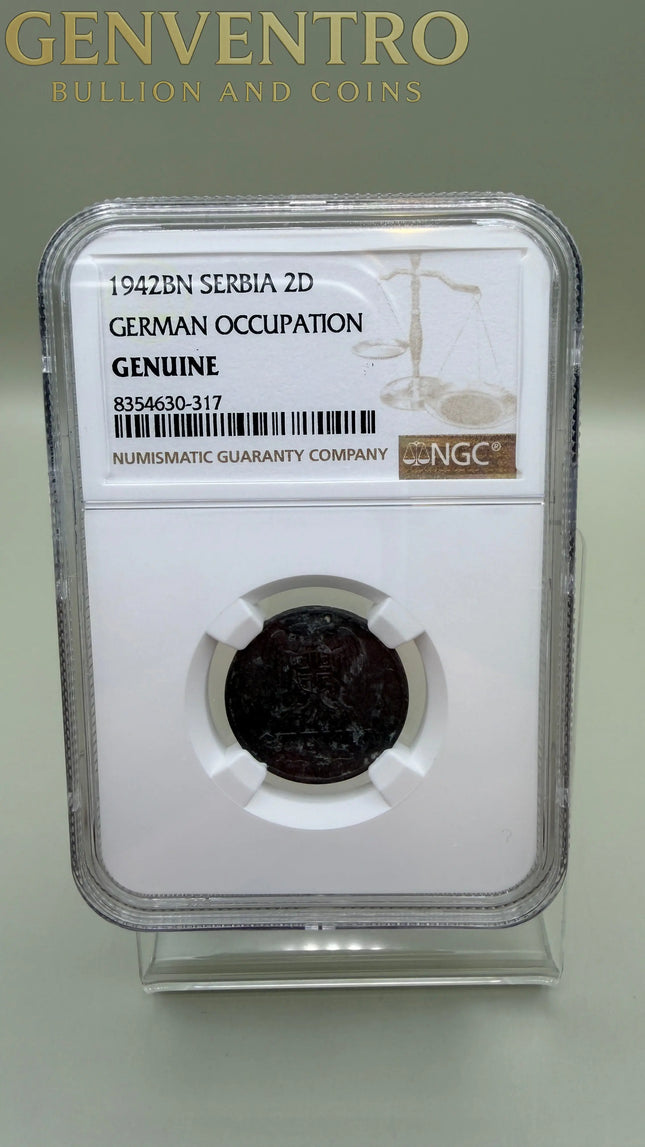 GENVENTRO
BULLION AND COINS
1942BN SERBIA 2D
GERMAN OCCUPATION
GENUINE
8354630-317
NUMISMATIC GUARANTY COMPANY
NGC®